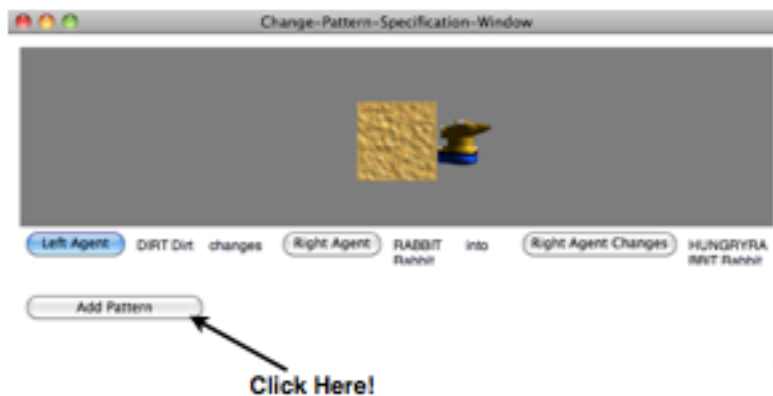 Change-Pattern-Specification-Window
Left Agent DIRT Dirt changes Right Agent RABBIT into Right Agent Changes HUNGRYRA
Rabbit BBIT Rabbit
Add Pattern
Click Here!